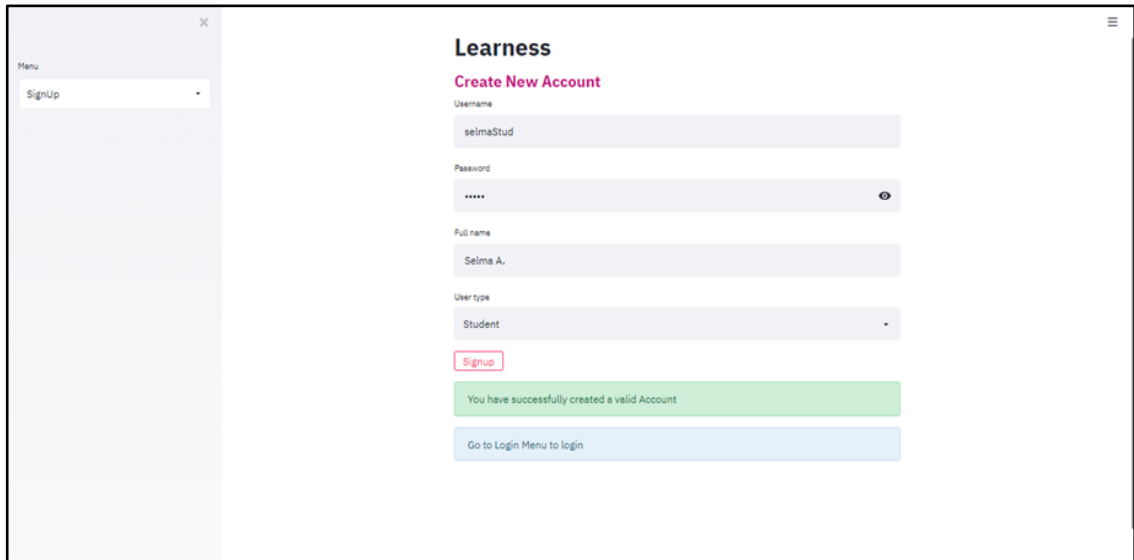 Menu
SignUp
Learness
Create New Account
Username
selmaStud
Password
•••••
Full name
Selma A.
User type
Student
Signup
You have successfully created a valid Account
Go to Login Menu to login